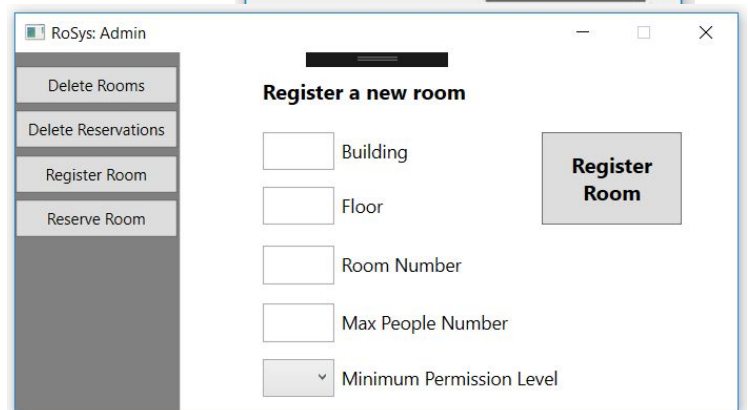 RoSys: Admin
Delete Rooms
Delete Reservations
Register Room
Reserve Room
Register a new room
Building
Floor
Room Number
Max People Number
Minimum Permission Level
Register
Room